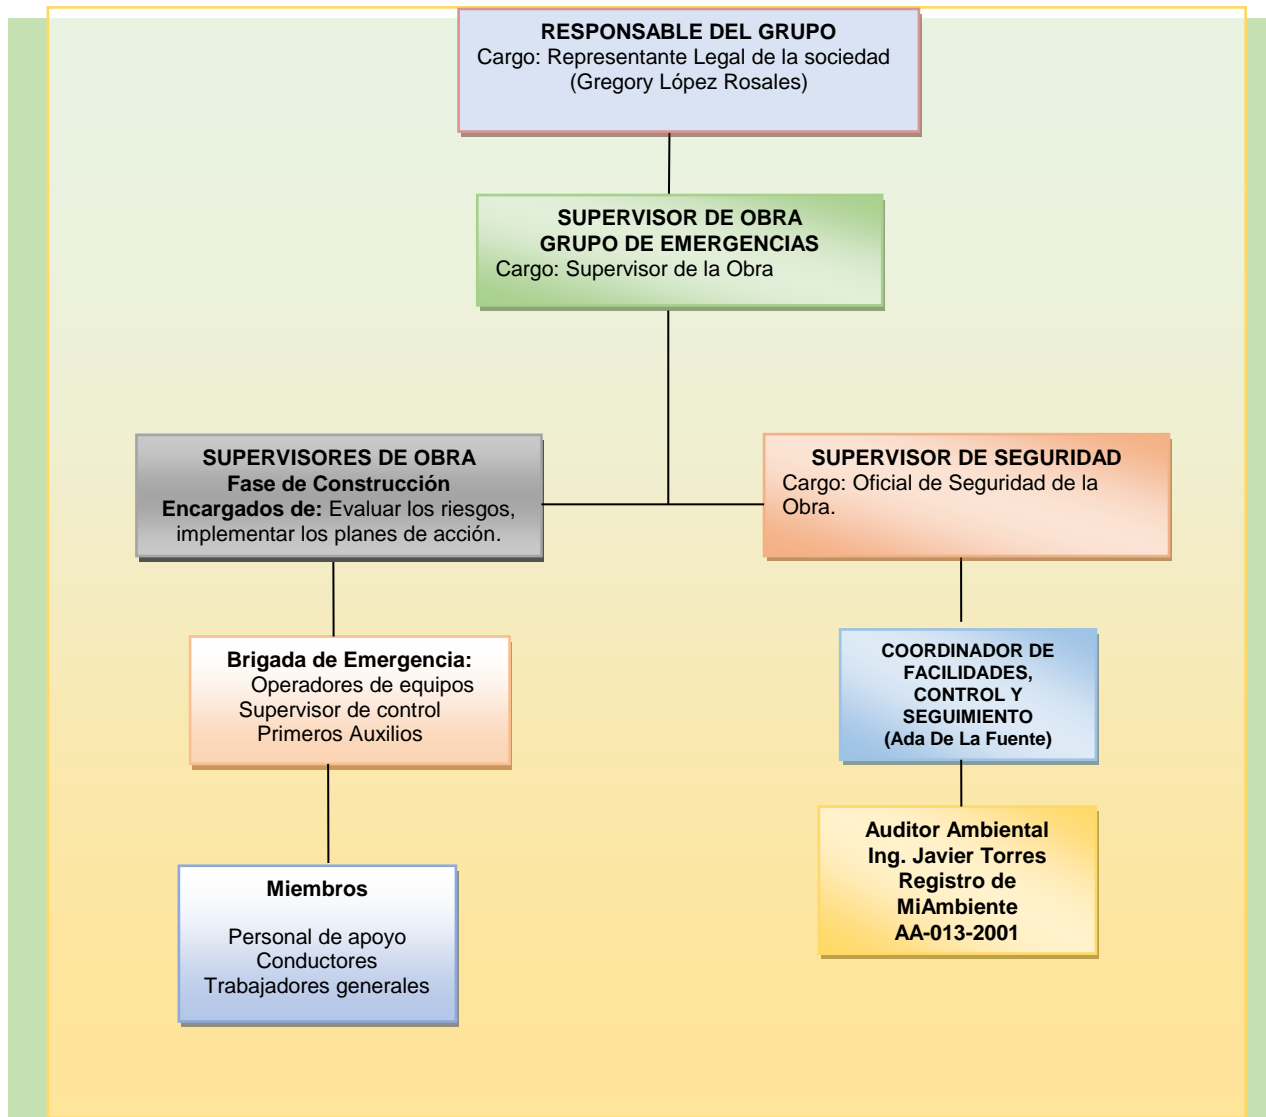 RESPONSABLE DEL GRUPO
Cargo: Representante Legal de la sociedad
(Gregory López Rosales)
SUPERVISOR DE OBRA
GRUPO DE EMERGENCIAS
Cargo: Supervisor de la Obra
SUPERVISORES DE OBRA
Fase de Construcción
Encargados de: Evaluar los riesgos,
implementar los planes de acción.
SUPERVISOR DE SEGURIDAD
Cargo: Oficial de Seguridad de la
Obra.
Brigada de Emergencia:
Operadores de equipos
Supervisor de control
Primeros Auxilios
COORDINADOR DE
FACILIDADES,
CONTROL Y
SEGUIMIENTO
(Ada De La Fuente)
Miembros
Personal de apoyo
Conductores
Trabajadores generales
Auditor Ambiental
Ing. Javier Torres
Registro de
MiAmbiente
AA-013-2001